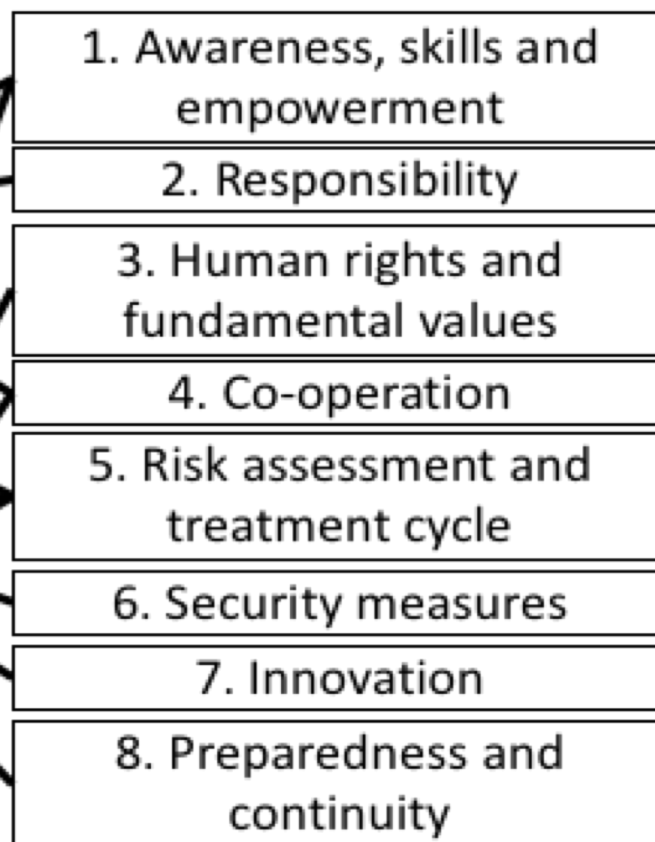 1. Awareness, skills and
empowerment
2. Responsibility
3. Human rights and
fundamental values
4. Co-operation
5. Risk assessment and
treatment cycle
6. Security measures
7. Innovation
8. Preparedness and
continuity